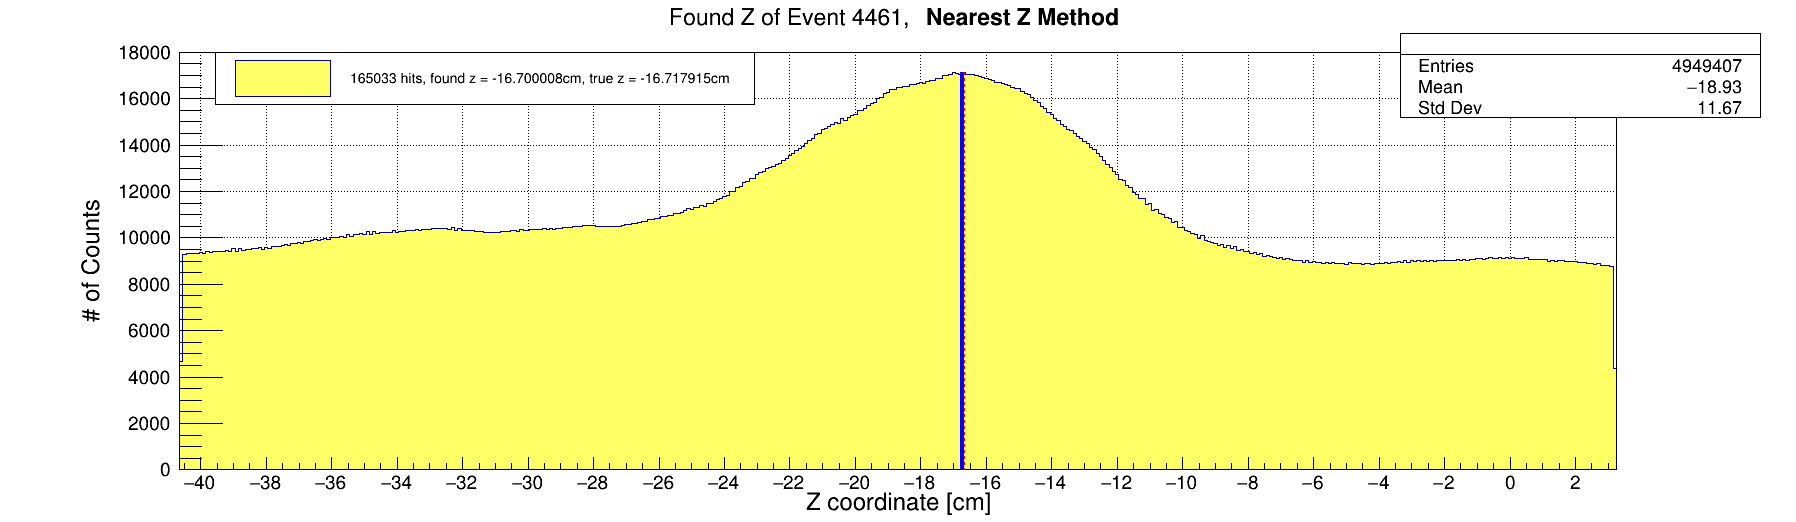 Found Z of Event 4461, Nearest Z Method
165033 hits, found z = -16.700008cm, true z = -16.717915cm
Entries 4949407
Mean −18.93
Std Dev 11.67
18000
16000
14000
12000
10000
8000
6000
4000
2000
0
# of Counts
−40 −38 −36 −34 −32 −30 −28 −26 −24 −22 −20 −18 −16 −14 −12 −10 −8 −6 −4 −2 0 2
Z coordinate [cm]